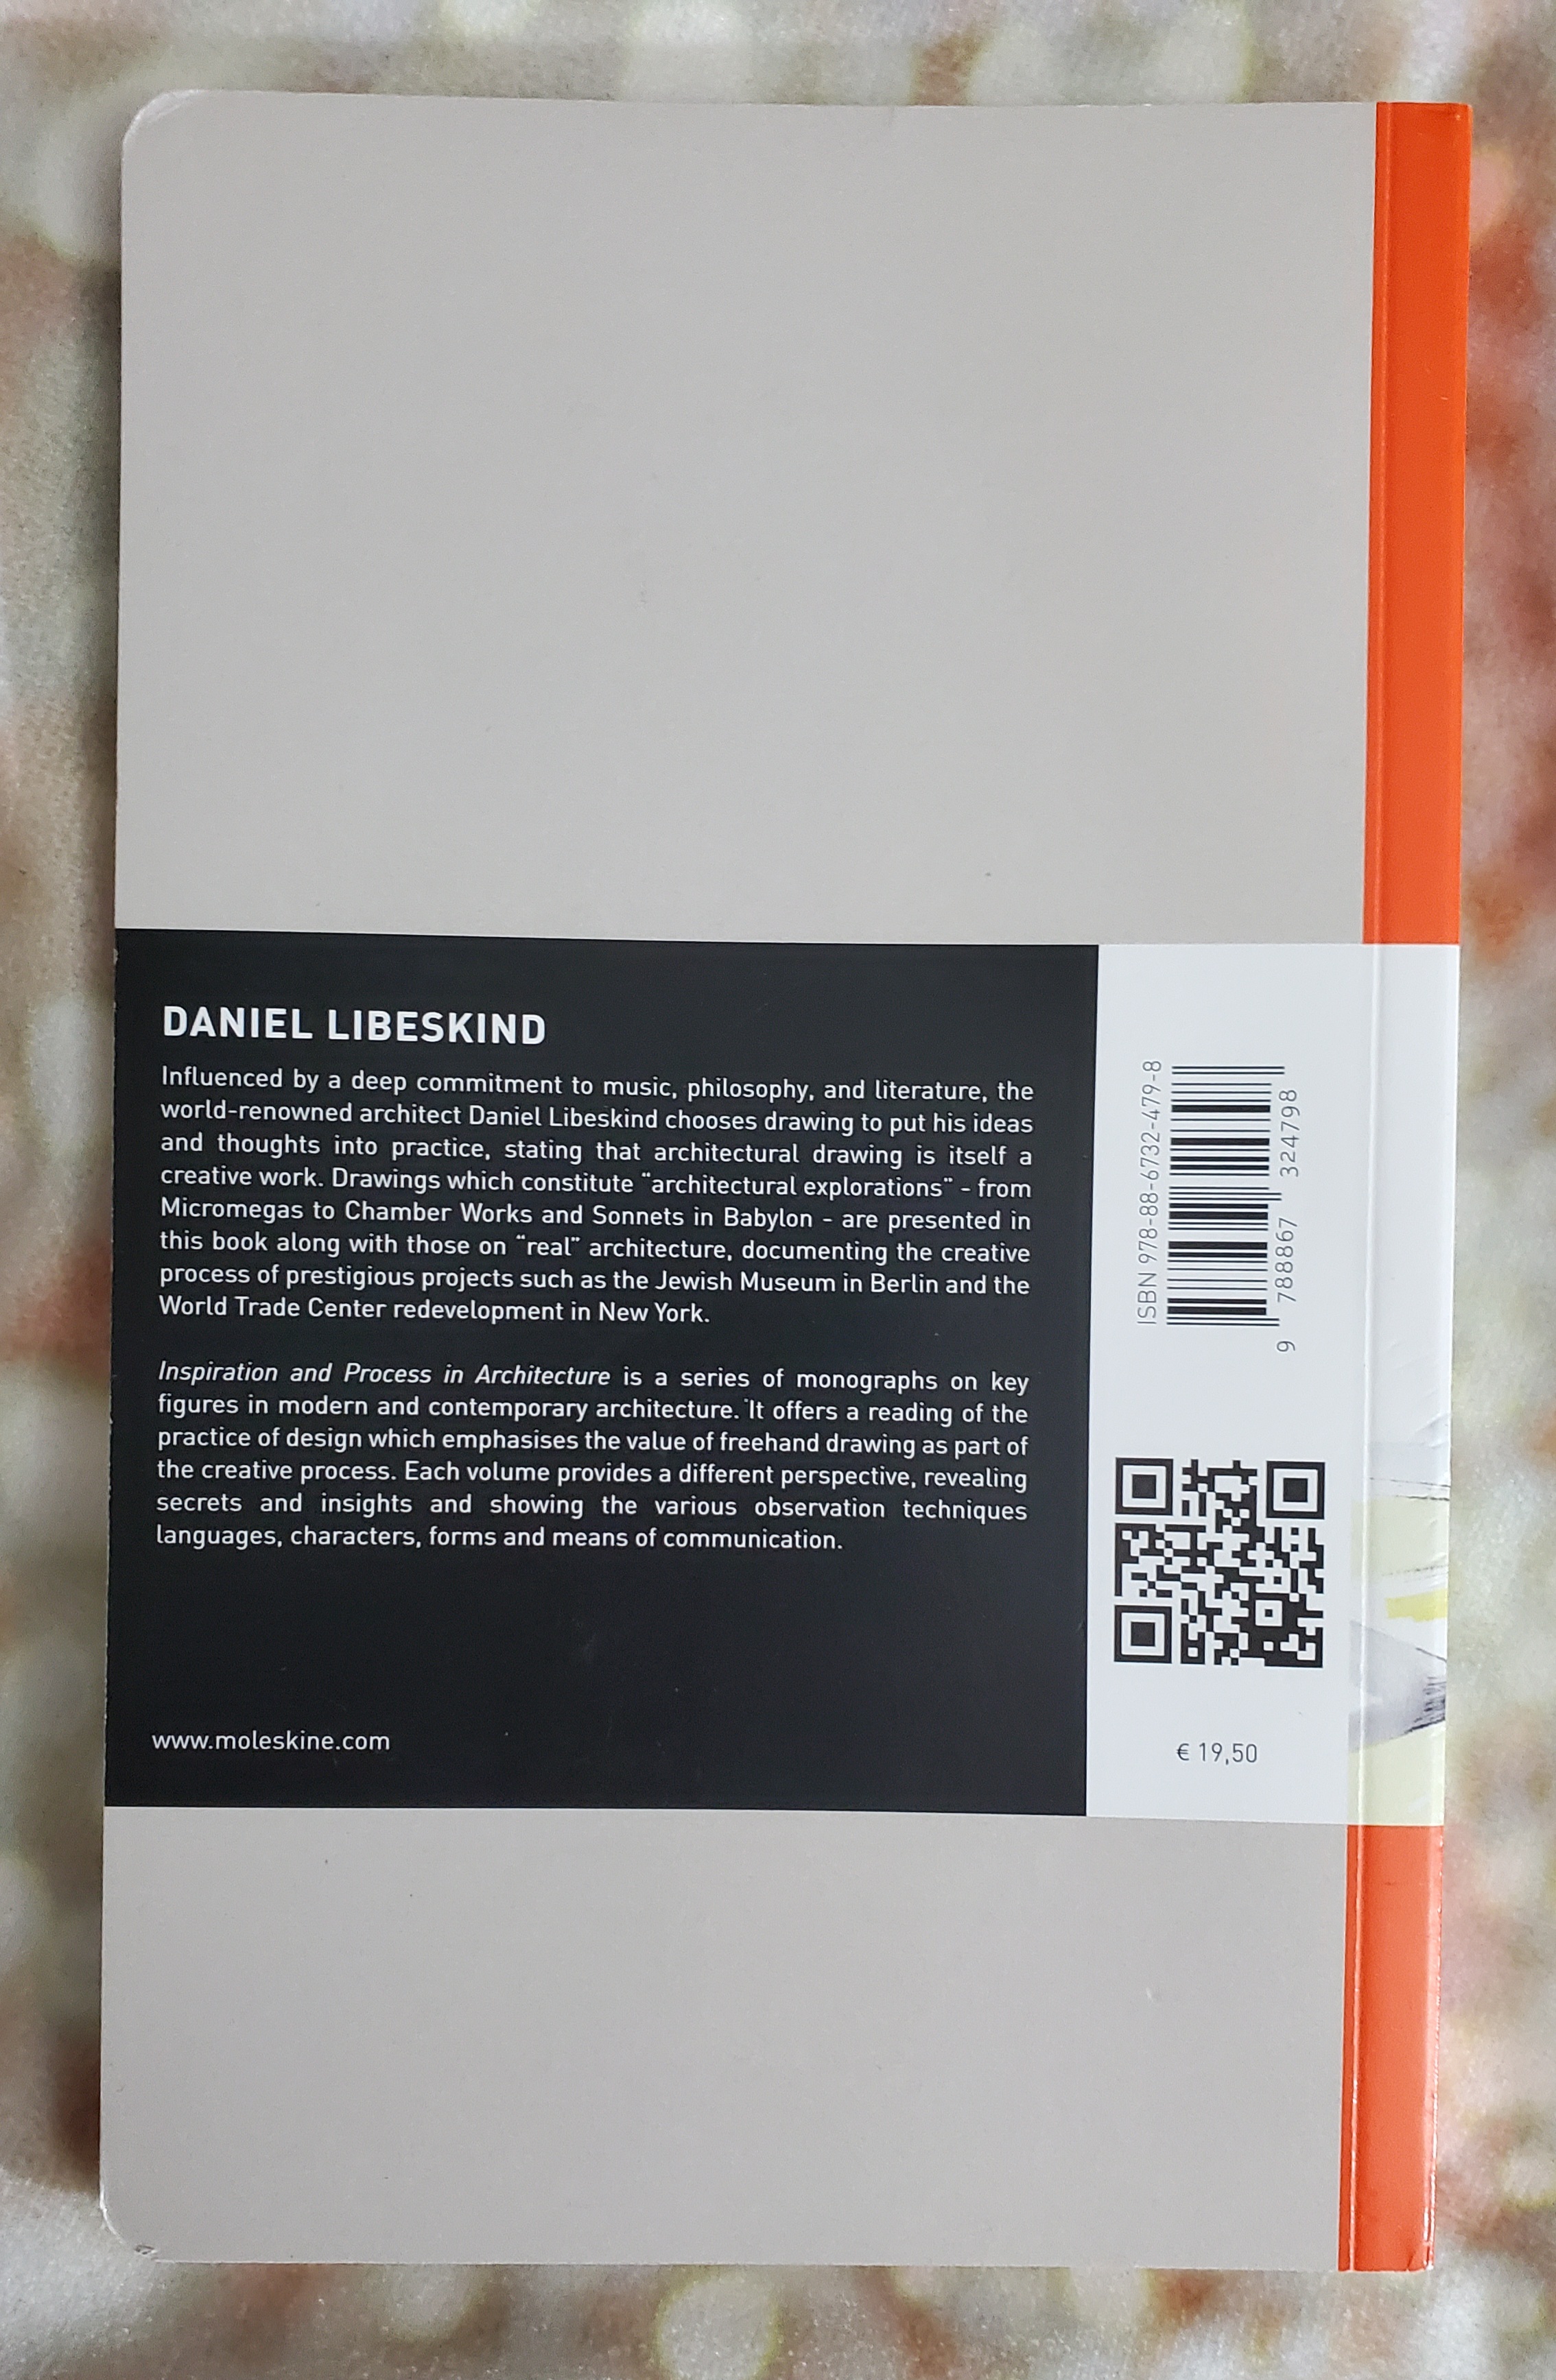 DANIEL LIBESKIND
Influenced by a deep commitment to music, philosophy, and literature, the
world-renowned architect Daniel Libeskind chooses drawing to put his ideas
and thoughts into practice, stating that architectural drawing is itself a
creative work. Drawings which constitute “architectural explorations” - from
Micromegas to Chamber Works and Sonnets in Babylon - are presented in
this book along with those on “real” architecture, documenting the creative
process of prestigious projects such as the Jewish Museum in Berlin and the
World Trade Center redevelopment in New York.
Inspiration and Process in Architecture is a series of monographs on key
figures in modern and contemporary architecture. It offers a reading of the
practice of design which emphasises the value of freehand drawing as part of
the creative process. Each volume provides a different perspective, revealing
secrets and insights and showing the various observation techniques
languages, characters, forms and means of communication.
www.moleskine.com
ISBN 978-88-6732-479-8
9 788867 324798
€ 19,50